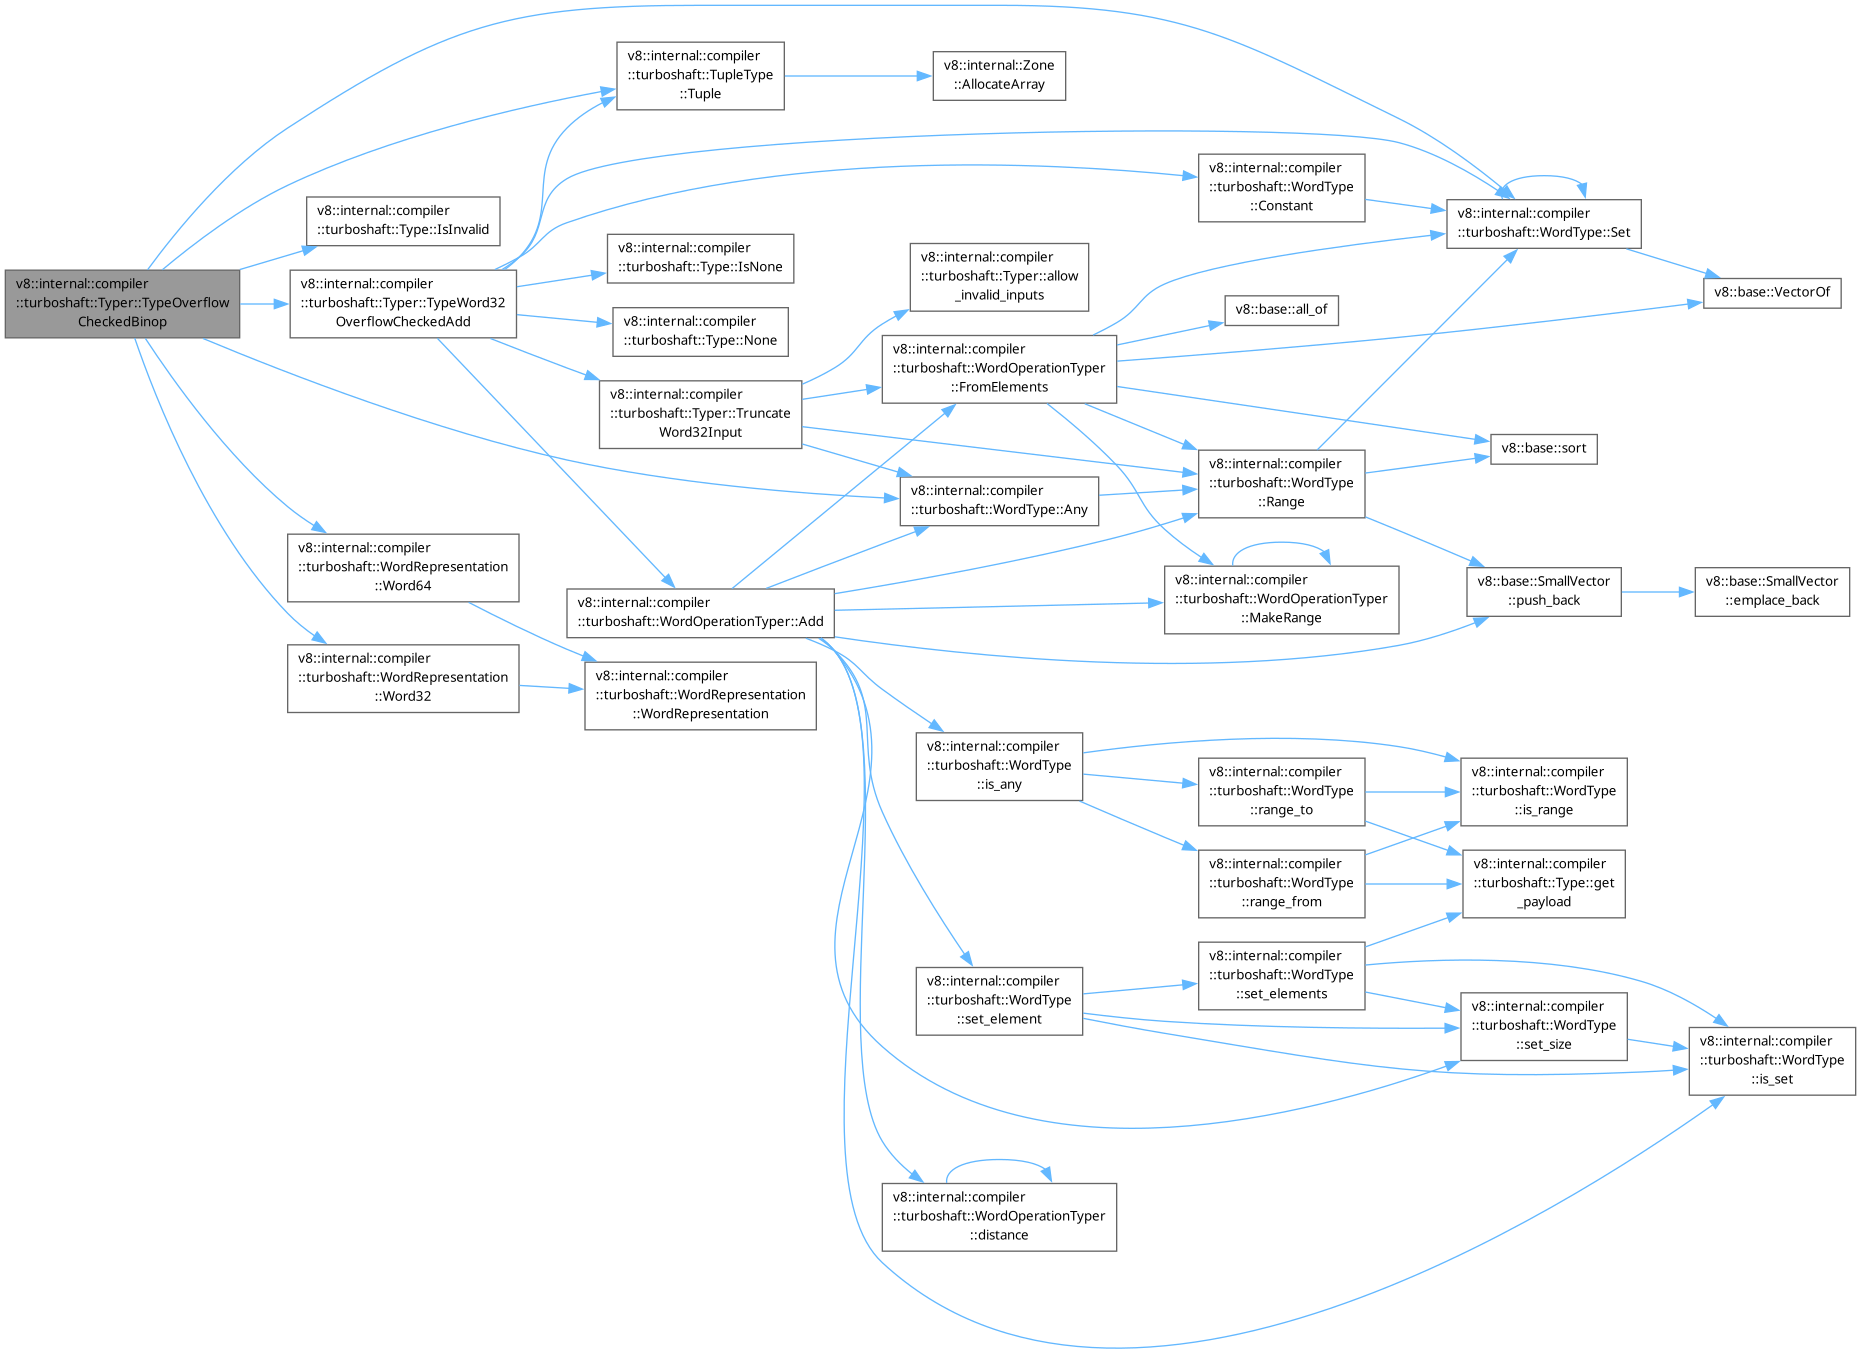 v8::internal::compiler
::turboshaft::Typer::TypeOverflow
CheckedBinop
v8::internal::compiler
::turboshaft::Type::IsInvalid
v8::internal::compiler
::turboshaft::Typer::TypeWord32
OverflowCheckedAdd
v8::internal::compiler
::turboshaft::WordRepresentation
::Word64
v8::internal::compiler
::turboshaft::WordRepresentation
::Word32
v8::internal::compiler
::turboshaft::TupleType
::Tuple
v8::internal::compiler
::turboshaft::Type::IsNone
v8::internal::compiler
::turboshaft::Type::None
v8::internal::compiler
::turboshaft::Typer::Truncate
Word32Input
v8::internal::compiler
::turboshaft::WordOperationTyper::Add
v8::internal::compiler
::turboshaft::WordRepresentation
::WordRepresentation
v8::internal::Zone
::AllocateArray
v8::internal::compiler
::turboshaft::Typer::allow
_invalid_inputs
v8::internal::compiler
::turboshaft::WordOperationTyper
::FromElements
v8::internal::compiler
::turboshaft::WordType::Any
v8::internal::compiler
::turboshaft::WordType
::is_any
v8::internal::compiler
::turboshaft::WordType
::set_element
v8::internal::compiler
::turboshaft::WordOperationTyper
::distance
v8::internal::compiler
::turboshaft::WordType
::Constant
v8::base::all_of
v8::internal::compiler
::turboshaft::WordType
::Range
v8::internal::compiler
::turboshaft::WordOperationTyper
::MakeRange
v8::internal::compiler
::turboshaft::WordType
::range_to
v8::internal::compiler
::turboshaft::WordType
::range_from
v8::internal::compiler
::turboshaft::WordType
::set_elements
v8::internal::compiler
::turboshaft::WordType::Set
v8::base::sort
v8::base::SmallVector
::push_back
v8::internal::compiler
::turboshaft::WordType
::is_range
v8::internal::compiler
::turboshaft::Type::get
_payload
v8::internal::compiler
::turboshaft::WordType
::set_size
v8::base::VectorOf
v8::base::SmallVector
::emplace_back
v8::internal::compiler
::turboshaft::WordType
::is_set